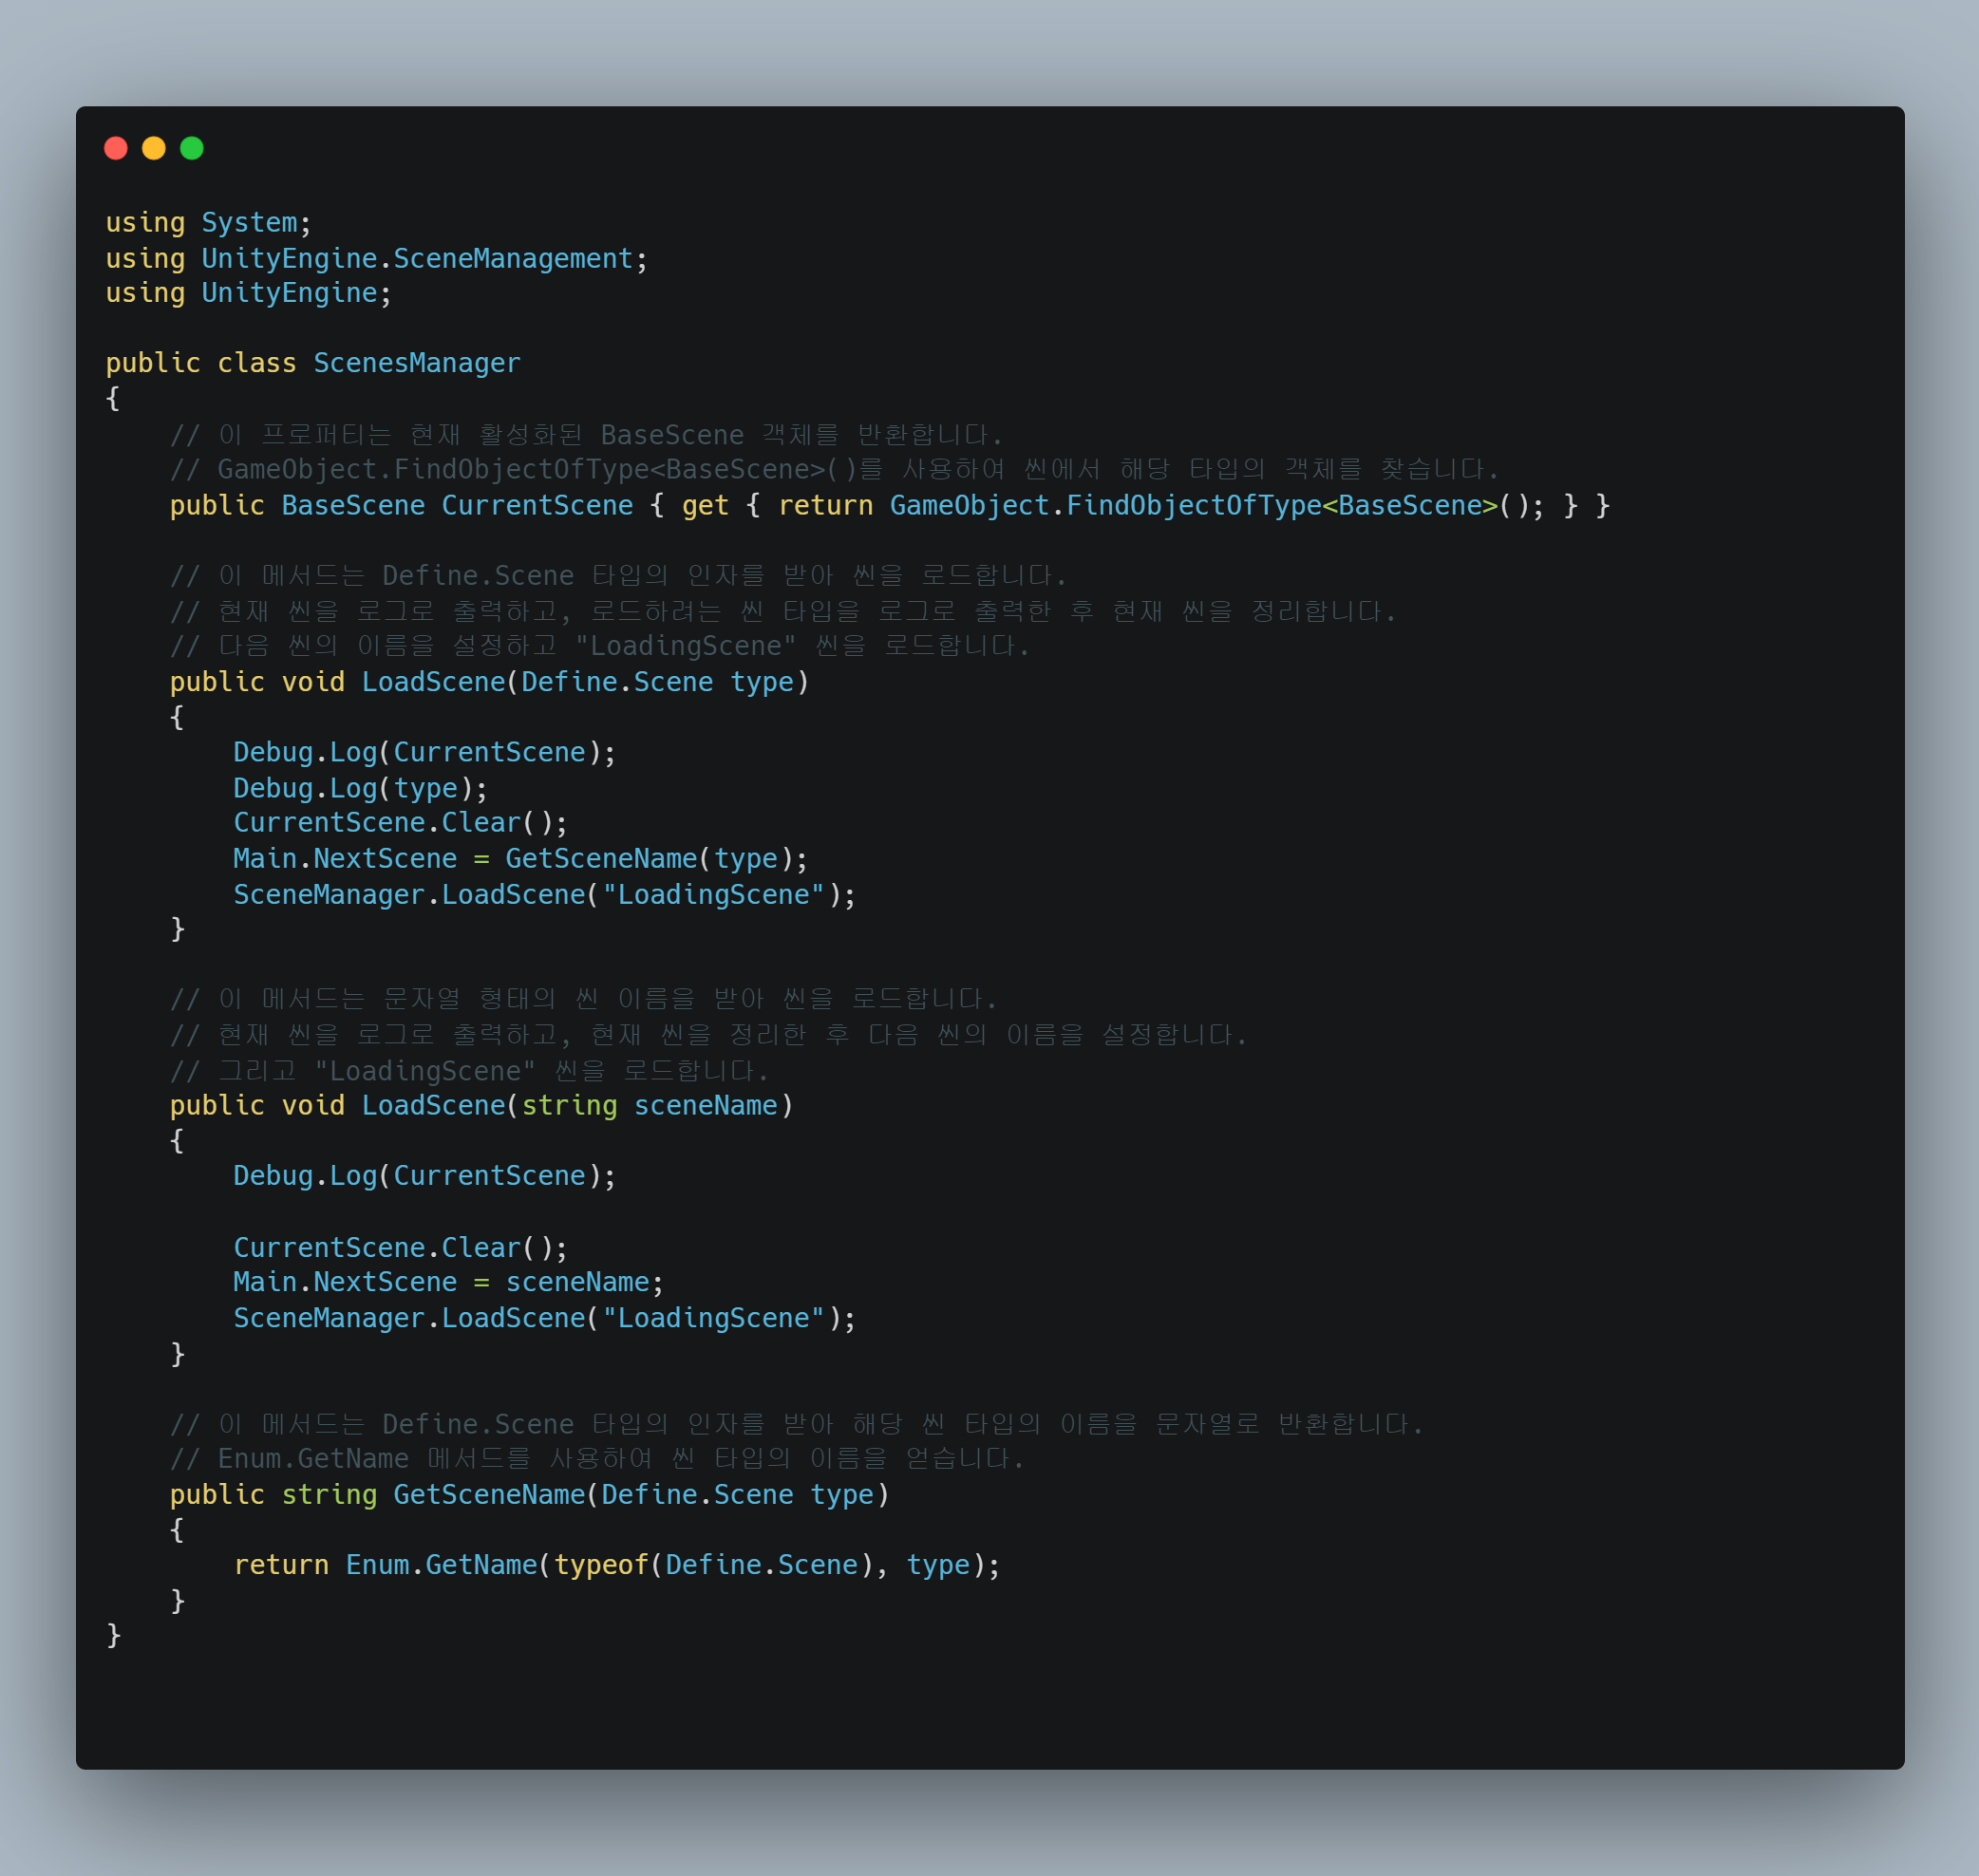 using System;
using UnityEngine.SceneManagement;
using UnityEngine;
public class ScenesManager
{
// 이 프로퍼티는 현재 활성화된 BaseScene 객체를 반환합니다.
// GameObject.FindObjectOfType<BaseScene>()를 사용하여 씬에서 해당 타입의 객체를 찾습니다.
public BaseScene CurrentScene { get { return GameObject.FindObjectOfType<BaseScene>(); } }
// 이 메서드는 Define.Scene 타입의 인자를 받아 씬을 로드합니다.
// 현재 씬을 로그로 출력하고, 로드하려는 씬 타입을 로그로 출력한 후 현재 씬을 정리합니다.
// 다음 씬의 이름을 설정하고 "LoadingScene" 씬을 로드합니다.
public void LoadScene(Define.Scene type)
{
Debug.Log(CurrentScene);
Debug.Log(type);
CurrentScene.Clear();
Main.NextScene = GetSceneName(type);
SceneManager.LoadScene("LoadingScene");
}
// 이 메서드는 문자열 형태의 씬 이름을 받아 씬을 로드합니다.
// 현재 씬을 로그로 출력하고, 현재 씬을 정리한 후 다음 씬의 이름을 설정합니다.
// 그리고 "LoadingScene" 씬을 로드합니다.
public void LoadScene(string sceneName)
{
Debug.Log(CurrentScene);
CurrentScene.Clear();
Main.NextScene = sceneName;
SceneManager.LoadScene("LoadingScene");
}
// 이 메서드는 Define.Scene 타입의 인자를 받아 해당 씬 타입의 이름을 문자열로 반환합니다.
// Enum.GetName 메서드를 사용하여 씬 타입의 이름을 얻습니다.
public string GetSceneName(Define.Scene type)
{
return Enum.GetName(typeof(Define.Scene), type);
}
}